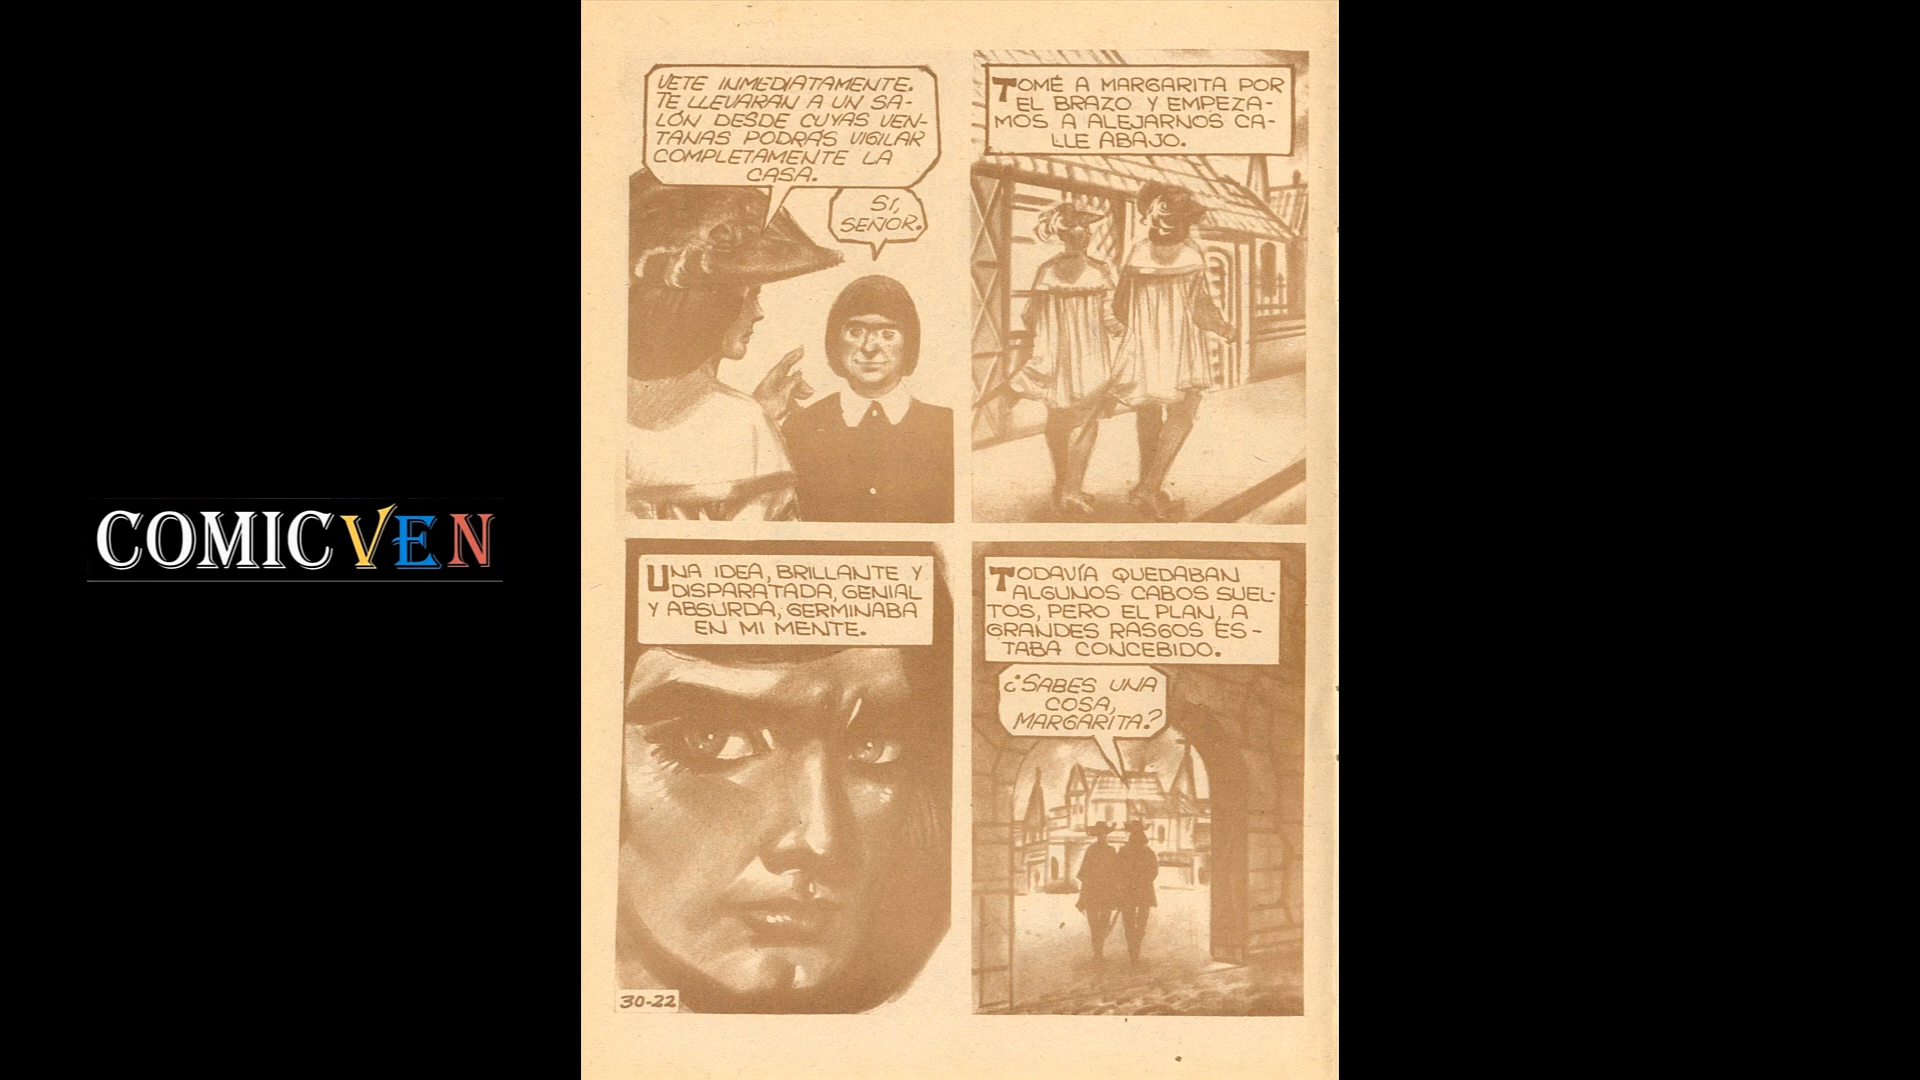 COMICVEN
VETE INMEDIATAMENTE.
TE LLEVARAN A UN SA-
LÓN DESDE CUYAS VEN-
TANAS PODRÁS VIGILAR
COMPLETAMENTE LA
CASA.
SI,
SEÑOR.
TOMÉ A MARGARITA POR
EL BRAZO Y EMPEZA-
MOS A ALEJARNOS CA-
LLE ABAJO.
UNA IDEA, BRILLANTE Y
DISPARATADA, GENIAL
Y ABSURDA, GERMINABA
EN MI MENTE.
30-22
TODAVÍA QUEDABAN
ALGUNOS CABOS SUEL-
TOS, PERO EL PLAN, A
GRANDES RASGOS ES-
TABA CONCEBIDO.
¿SABES UNA
COSA,
MARGARITA?